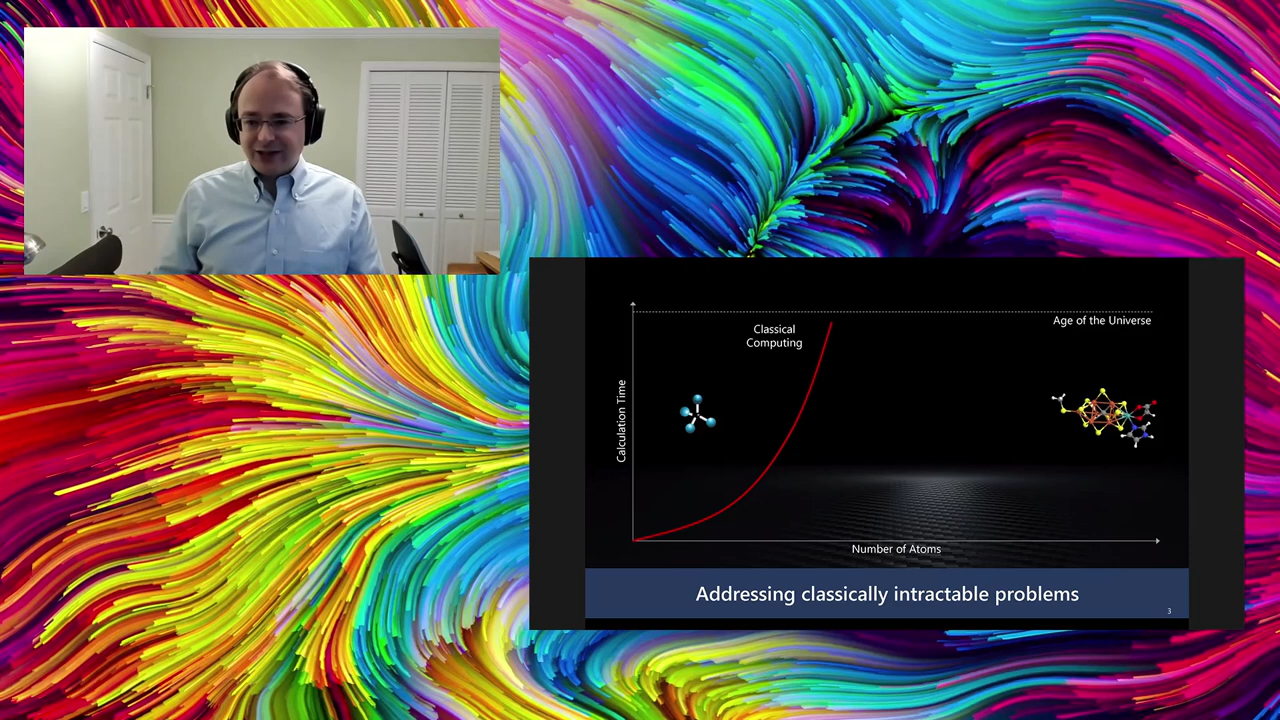 Classical
Computing
Age of the Universe
Calculation Time
Number of Atoms
Addressing classically intractable problems
3